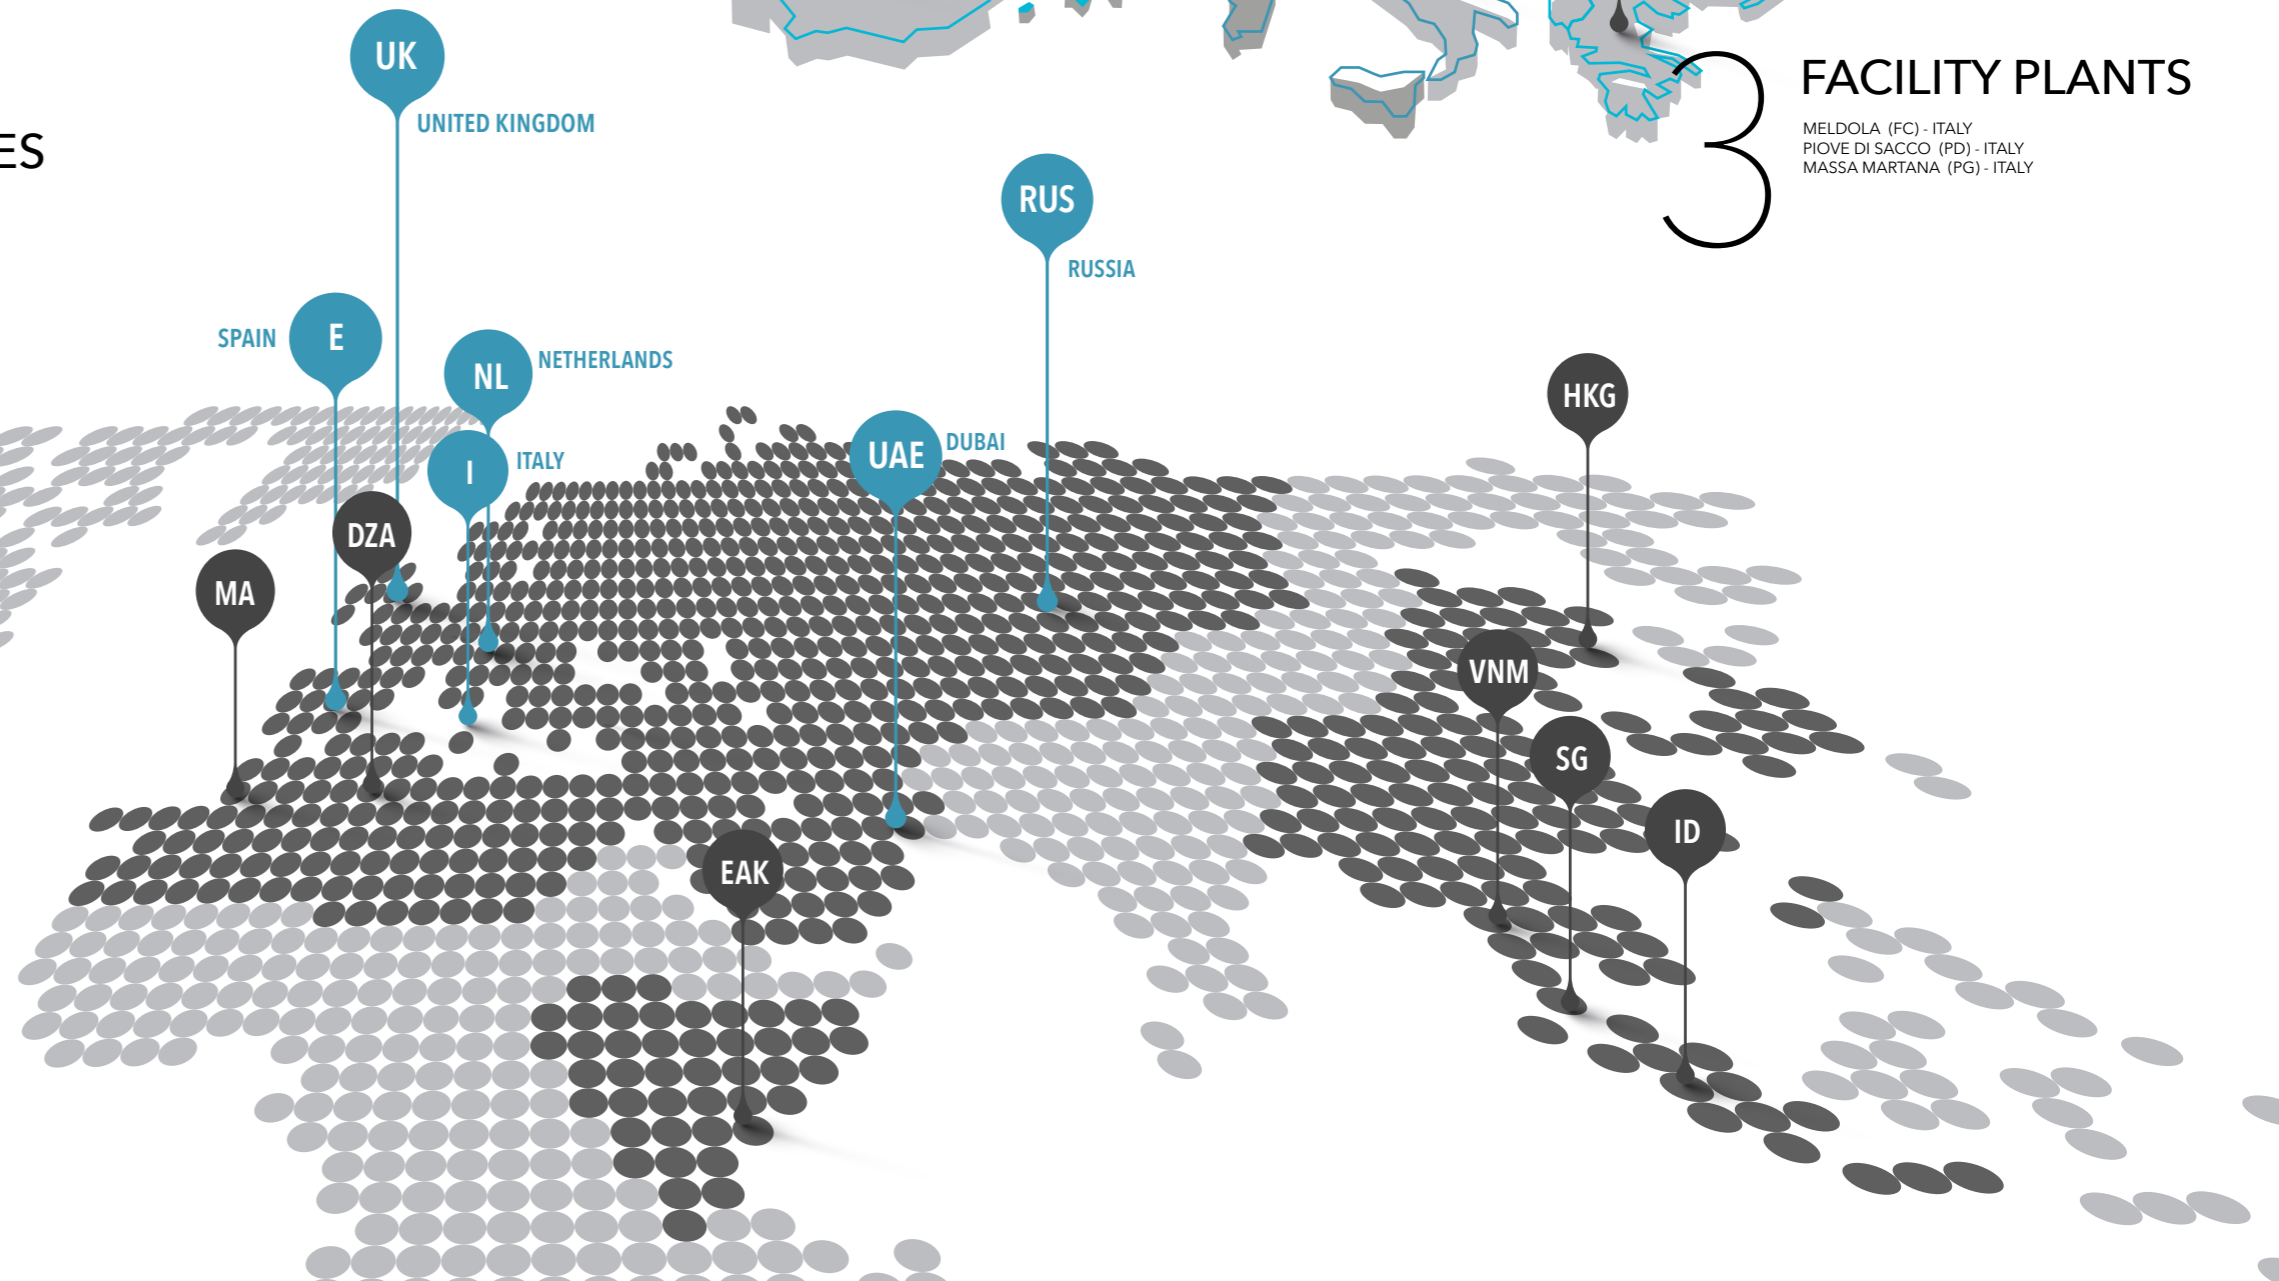 ES
3
FACILITY PLANTS
MELDOLA (FC) - ITALY
PIOVE DI SACCO (PD) - ITALY
MASSA MARTANA (PG) - ITALY
UK
UNITED KINGDOM
RUS
RUSSIA
SPAIN
E
NL
NETHERLANDS
HKG
UAE
DUBAI
I
ITALY
DZA
MA
VNM
SG
ID
EAK